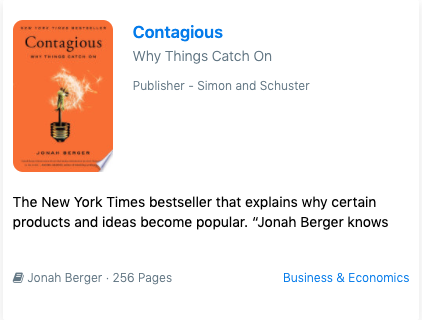 NEW YORK TIMES BESTSELLER
Contagious
WHY THINGS CATCH ON
JONAH BERGER
Contagious
Why Things Catch On
Publisher - Simon and Schuster
The New York Times bestseller that explains why certain
products and ideas become popular. “Jonah Berger knows
Jonah Berger · 256 Pages
Business & Economics